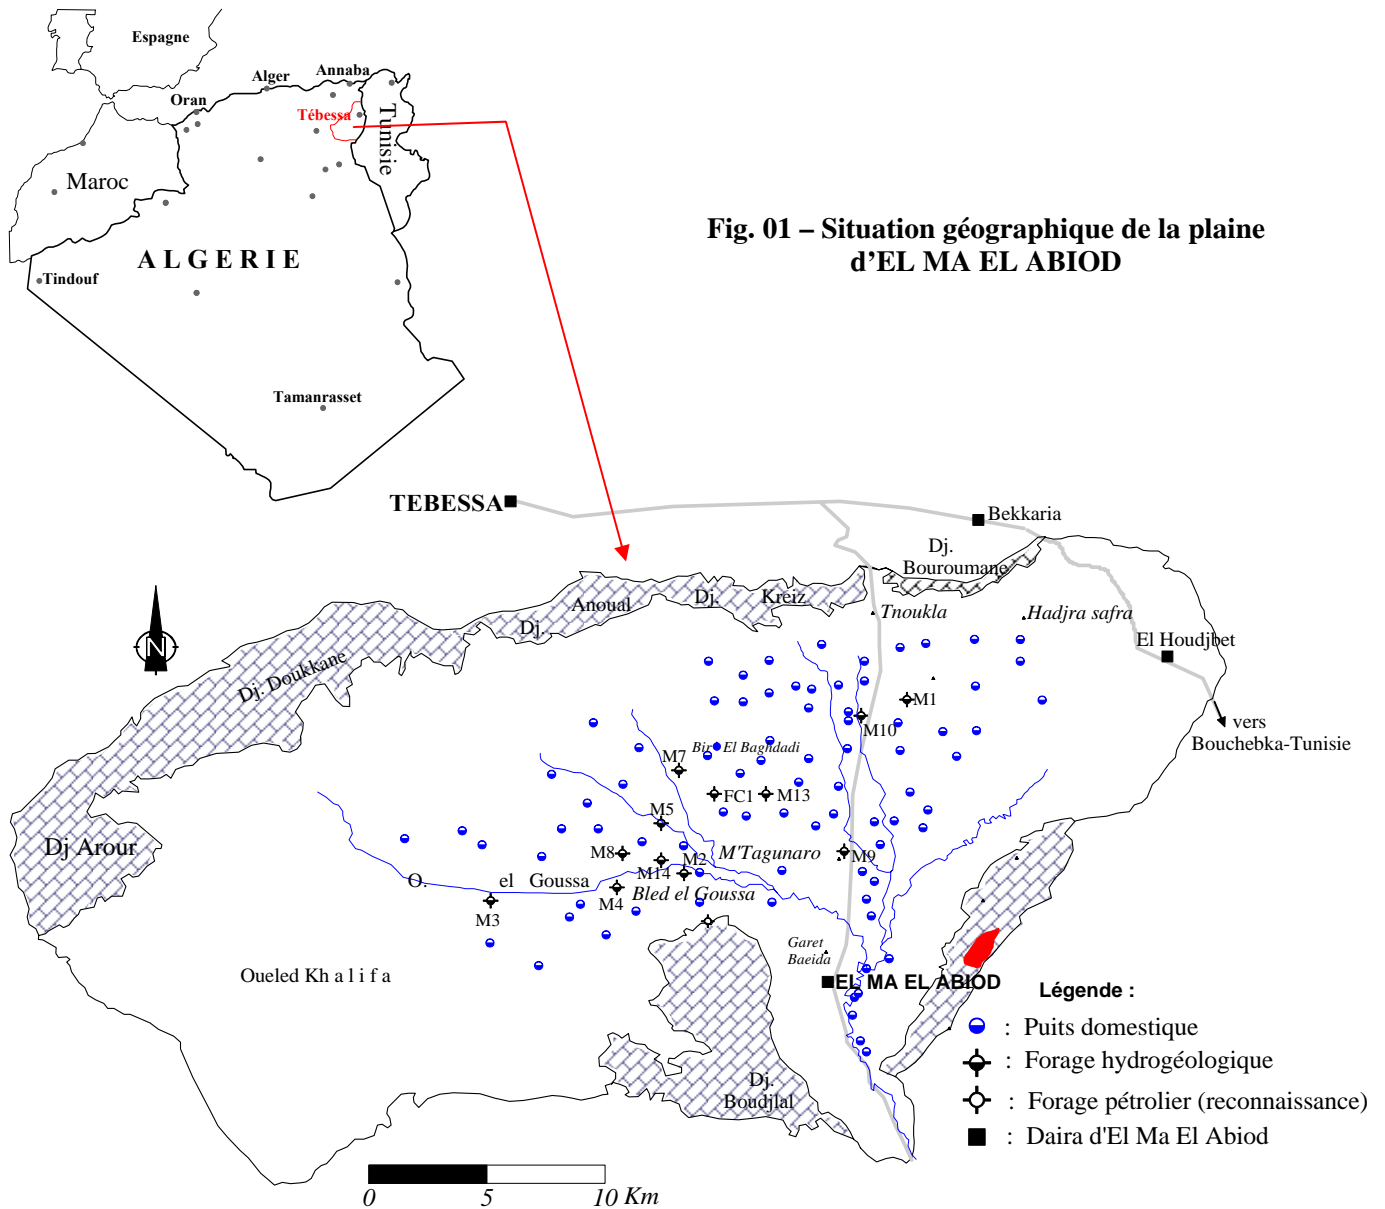 Espagne
Alger
Annaba
Oran
Tébessa
Tunisie
Maroc
ALGERIE
Tindouf
Tamanrasset
Fig. 01 – Situation géographique de la plaine
d’EL MA EL ABIOD
TEBESSA
Bekkaria
Dj.
Bouroumane
Anoual
Dj.
Kreiz
Dj.
Tnoukla
Hadjra safra
El Houdjbet
N
Dj. Doukkane
M1
M10
vers
Bouchebka-Tunisie
Bir El Baghdadi
M7
FC1
M13
M5
Dj Arour
M8
M14
M2
M'Tagunaro
M9
O. el Goussa
M4
Bled el Goussa
M3
Garet
Baeida
Oueled Khalifa
EL MA EL ABIOD
Légende :
: Puits domestique
: Forage hydrogéologique
: Forage pétrolier (reconnaissance)
: Daira d'El Ma El Abiod
Dj.
Boudjlal
0 5 10 Km